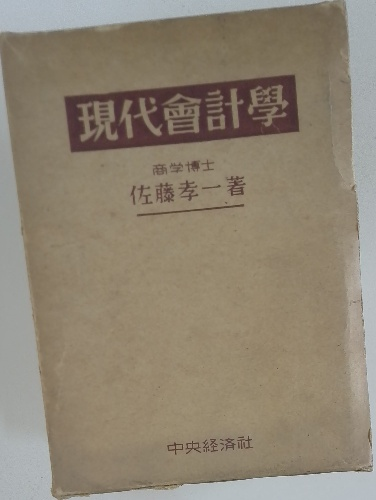 現代會計學
商学博士
佐藤孝一著
中央経済社